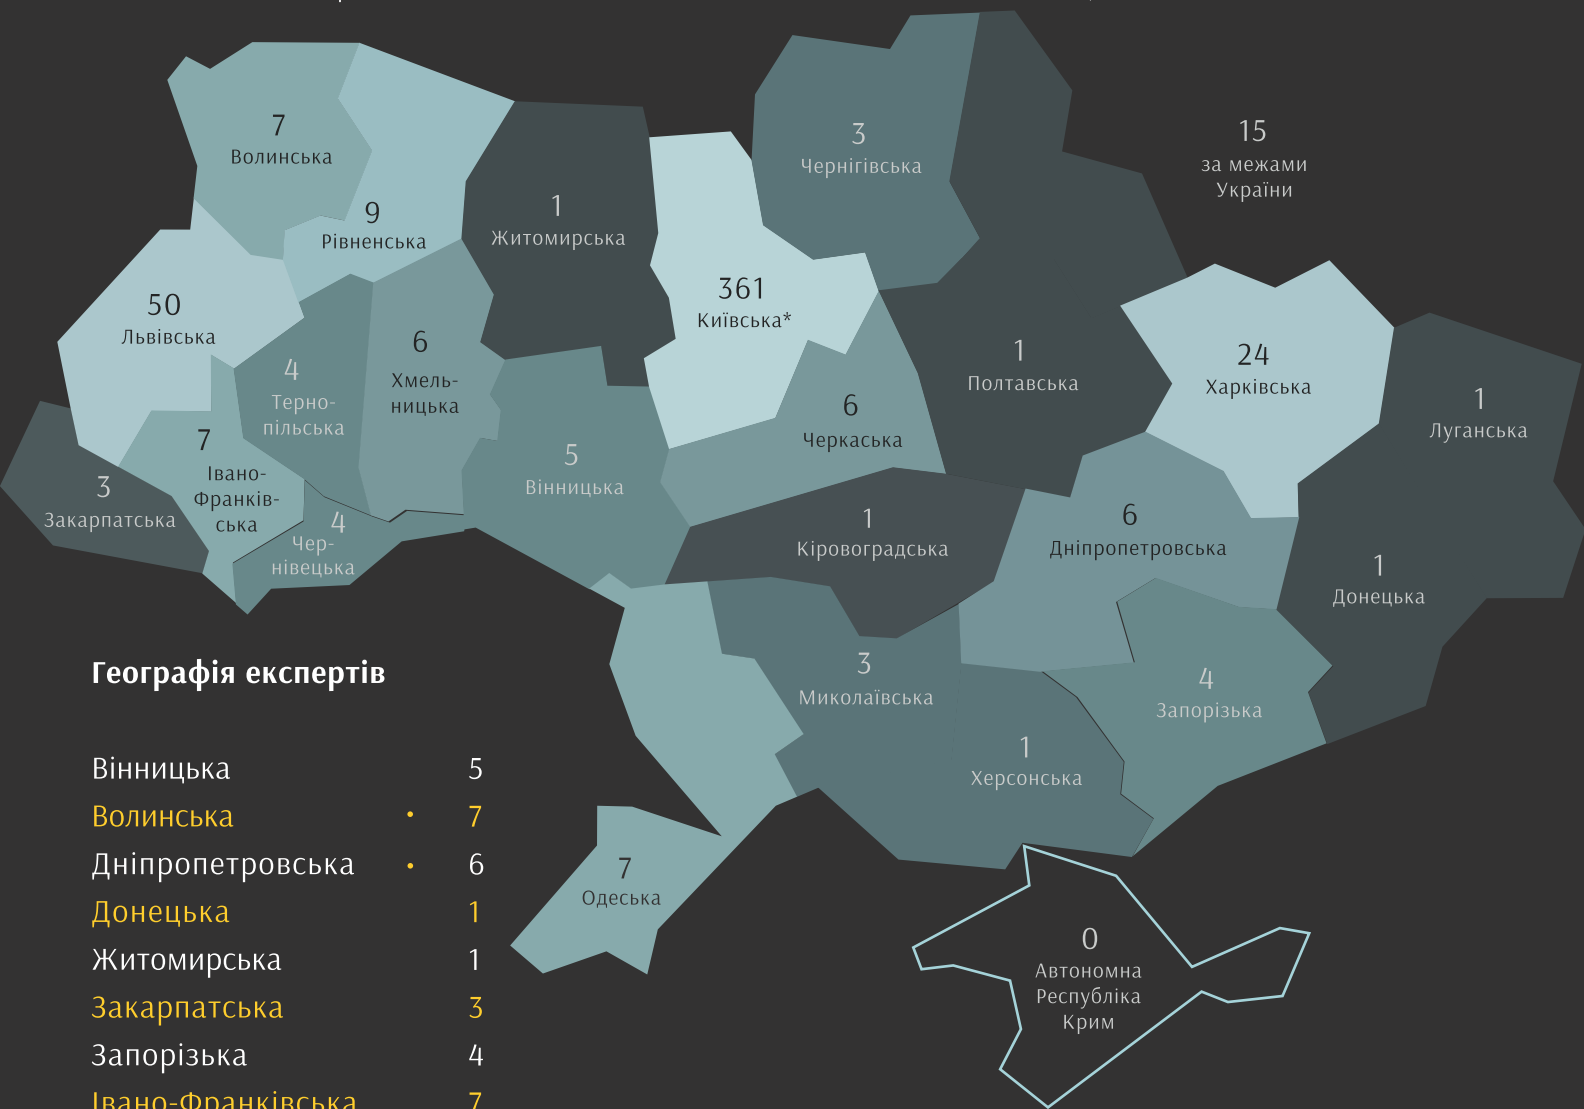 7
Волинська
9
Рівненська
1
Житомирська
3
Чернігівська
15
за межами
України
50
Львівська
361
Київська*
4
Терно-
пільська
6
Хмель-
ницька
1
Полтавська
24
Харківська
1
Луганська
7
Івано-
Франків-
ська
3
Закарпатська
4
Чер-
нівецька
5
Вінницька
6
Черкаська
1
Кіровоградська
6
Дніпропетровська
1
Донецька
3
Миколаївська
1
Херсонська
4
Запорізька
7
Одеська
0
Автономна
Республіка
Крим
Географія експертів
Вінницька 5
Волинська 7
Дніпропетровська 6
Донецька 1
Житомирська 1
Закарпатська 3
Запорізька 4
Івано-Франківська 7